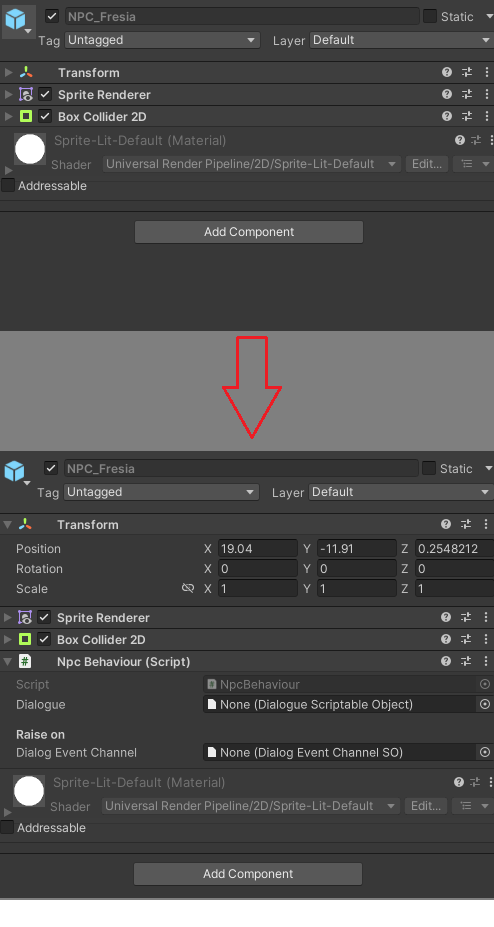 NPC_Fresia Static
Tag Untagged Layer Default
Transform
Sprite Renderer
Box Collider 2D
Sprite-Lit-Default (Material)
Shader Universal Render Pipeline/2D/Sprite-Lit-Default Edit...
Addressable
Add Component
NPC_Fresia Static
Tag Untagged Layer Default
Transform
Position X 19.04 Y -11.91 Z 0.2548212
Rotation X 0 Y 0 Z 0
Scale X 1 Y 1 Z 1
Sprite Renderer
Box Collider 2D
# Npc Behaviour (Script)
Script # NpcBehaviour
Dialogue None (Dialogue Scriptable Object)
Raise on
Dialog Event Channel None (Dialog Event Channel SO)
Sprite-Lit-Default (Material)
Shader Universal Render Pipeline/2D/Sprite-Lit-Default Edit...
Addressable
Add Component